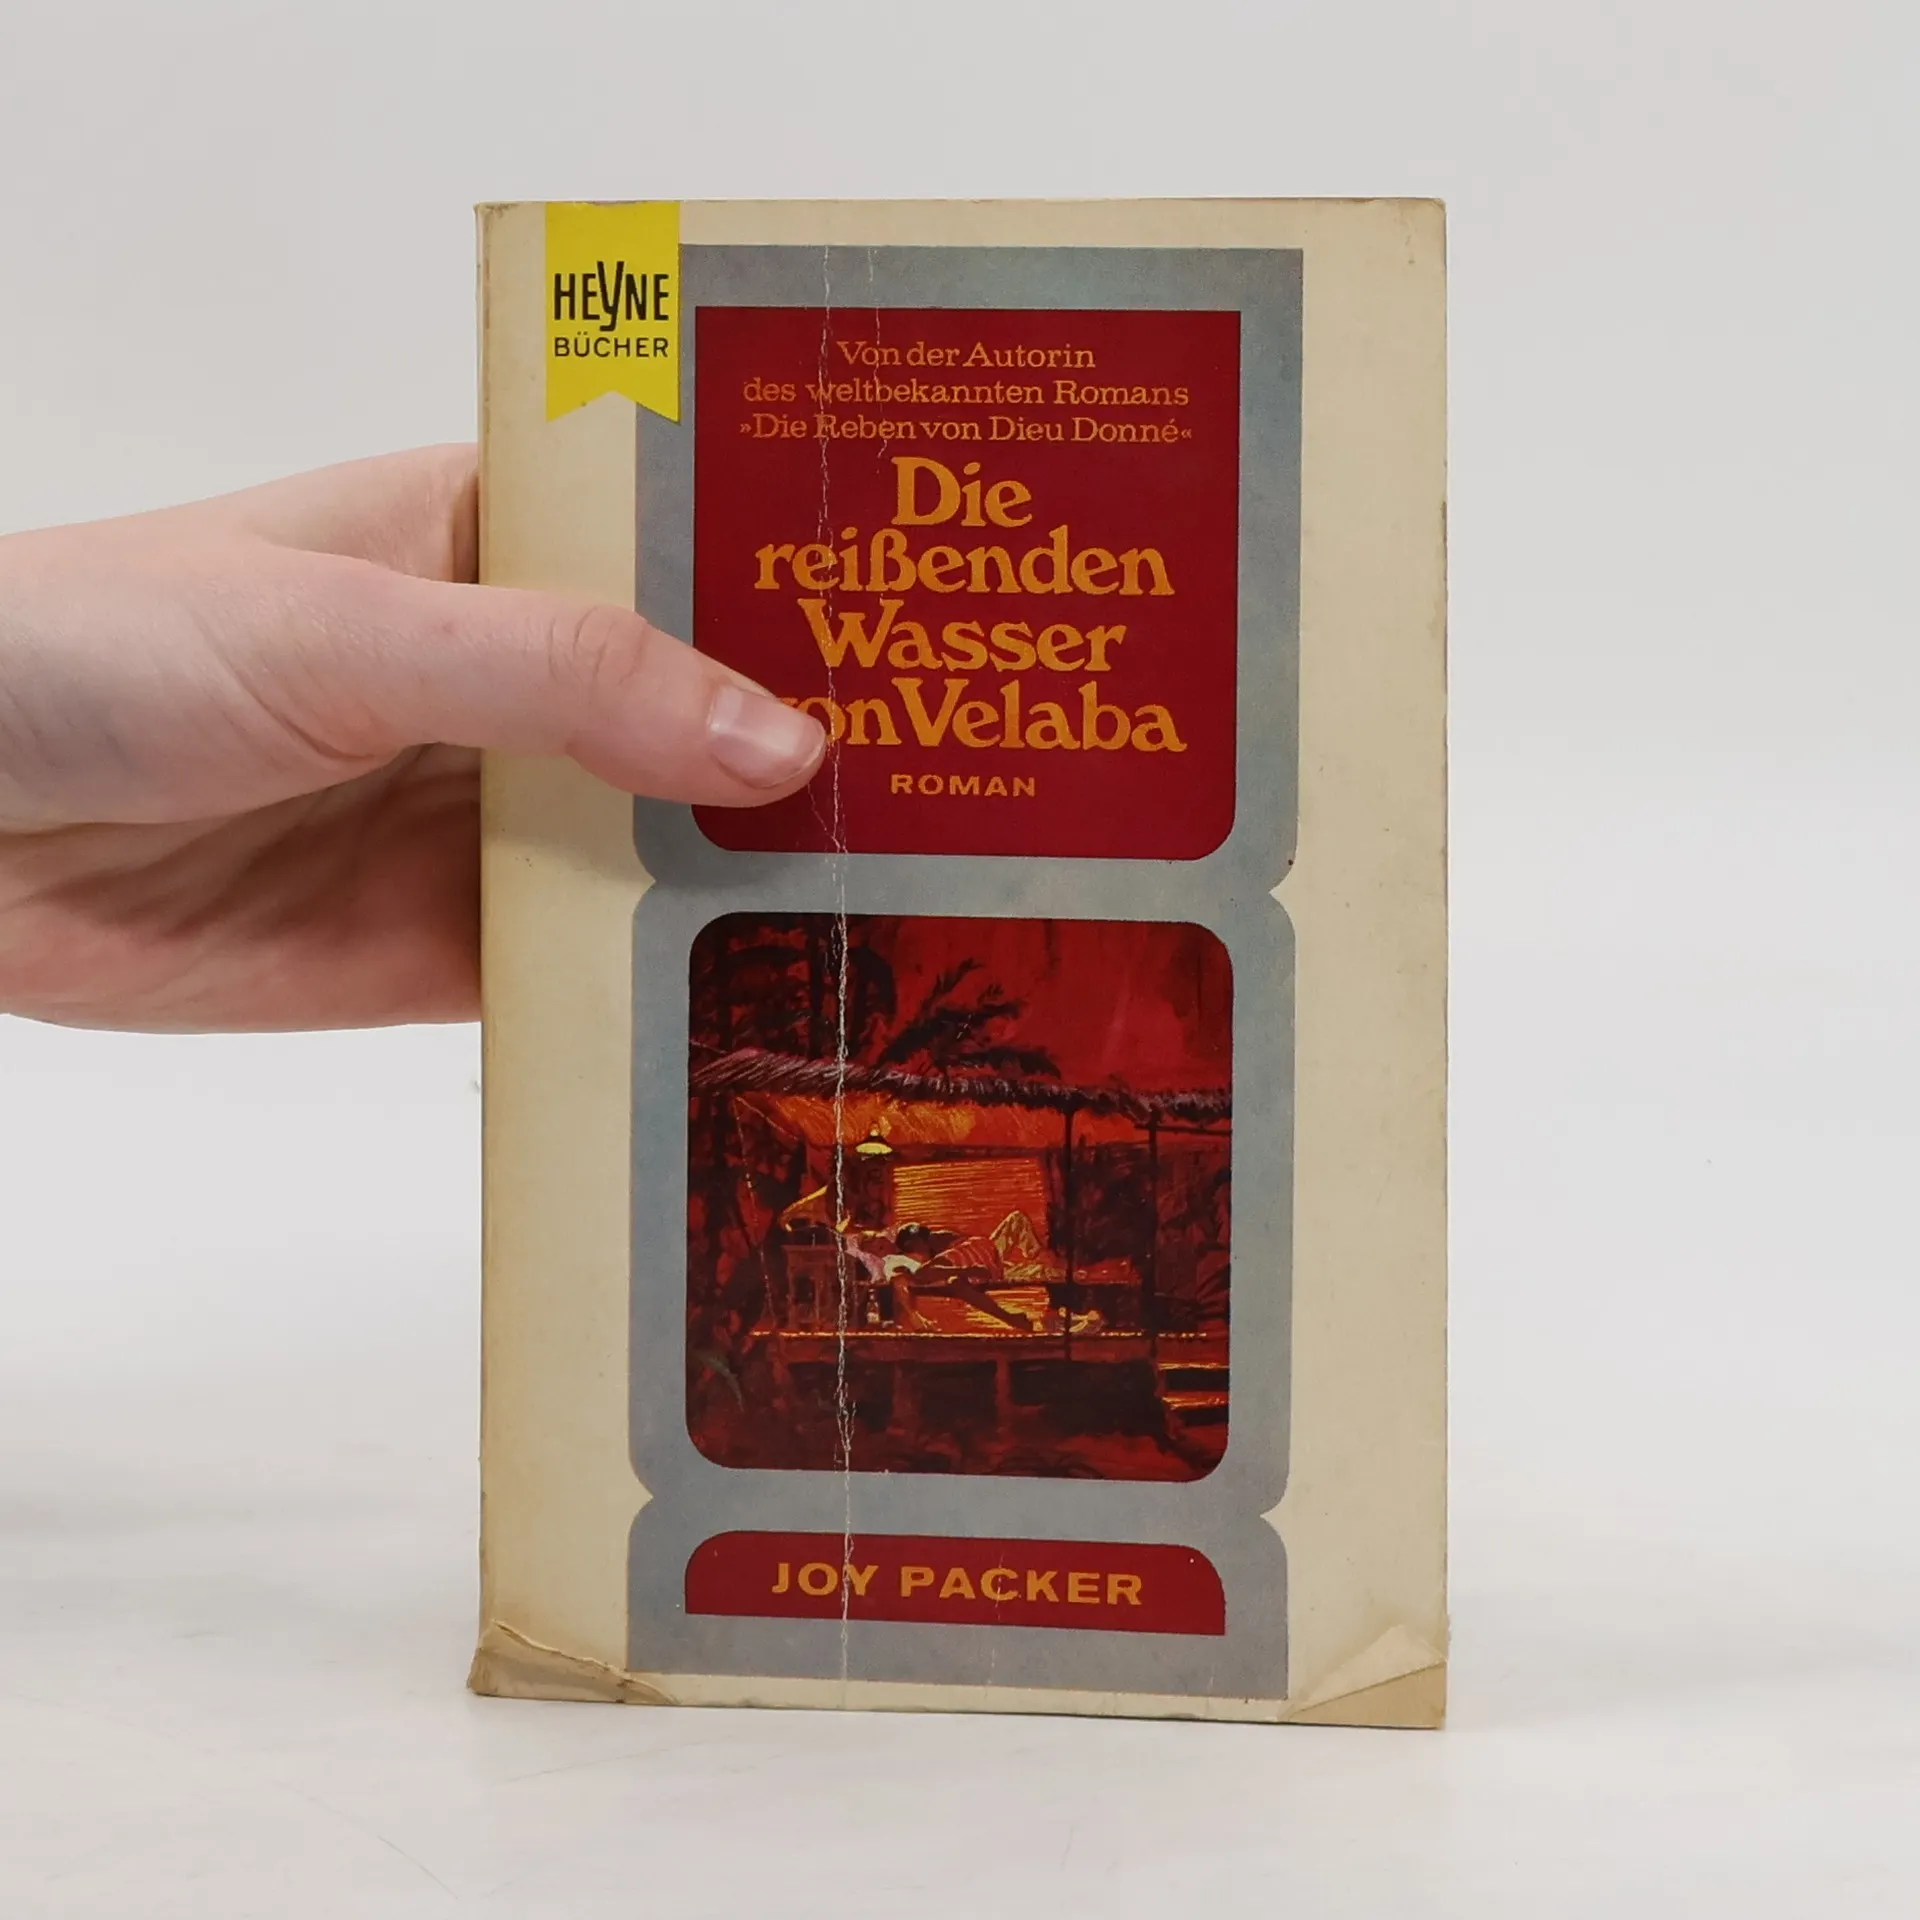 HEYNE
BÜCHER
Von der Autorin
des weltbekannten Romans
»Die Reben von Dieu Donné«
Die
reißenden
Wasser
von Velaba
ROMAN
JOY PACKER